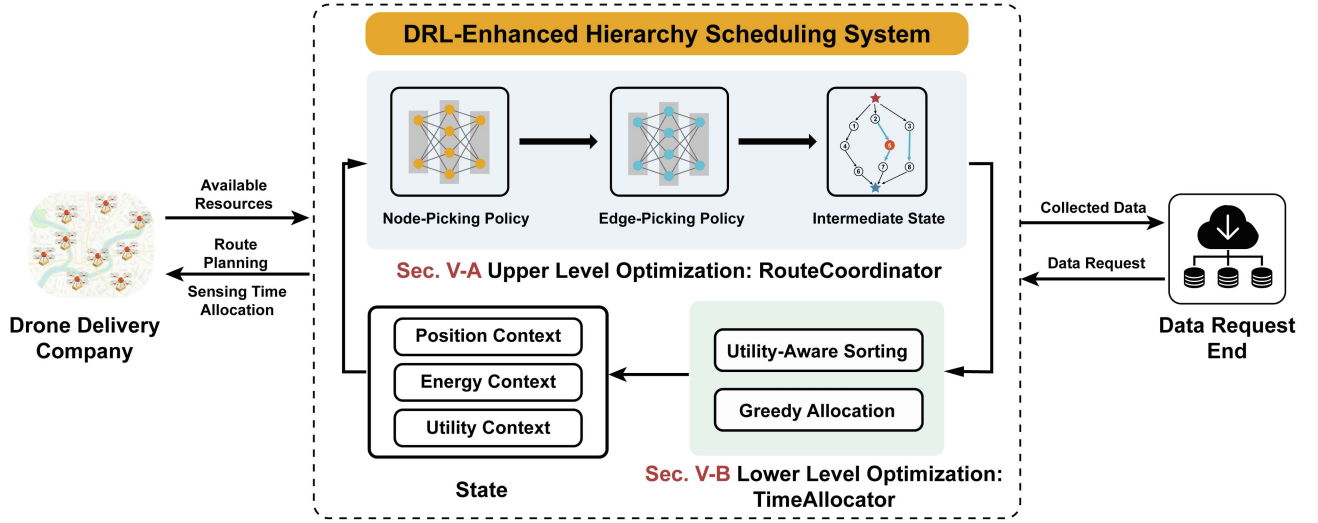 DRL-Enhanced Hierarchy Scheduling System
1
2
3
4
5
6
7
8
Node-Picking Policy
Edge-Picking Policy
Intermediate State
Sec. V-A Upper Level Optimization: RouteCoordinator
Available
Resources
Route
Planning
Sensing Time
Allocation
Drone Delivery
Company
Collected Data
Data Request
Data Request
End
Position Context
Energy Context
Utility Context
State
Utility-Aware Sorting
Greedy Allocation
Sec. V-B Lower Level Optimization:
TimeAllocator